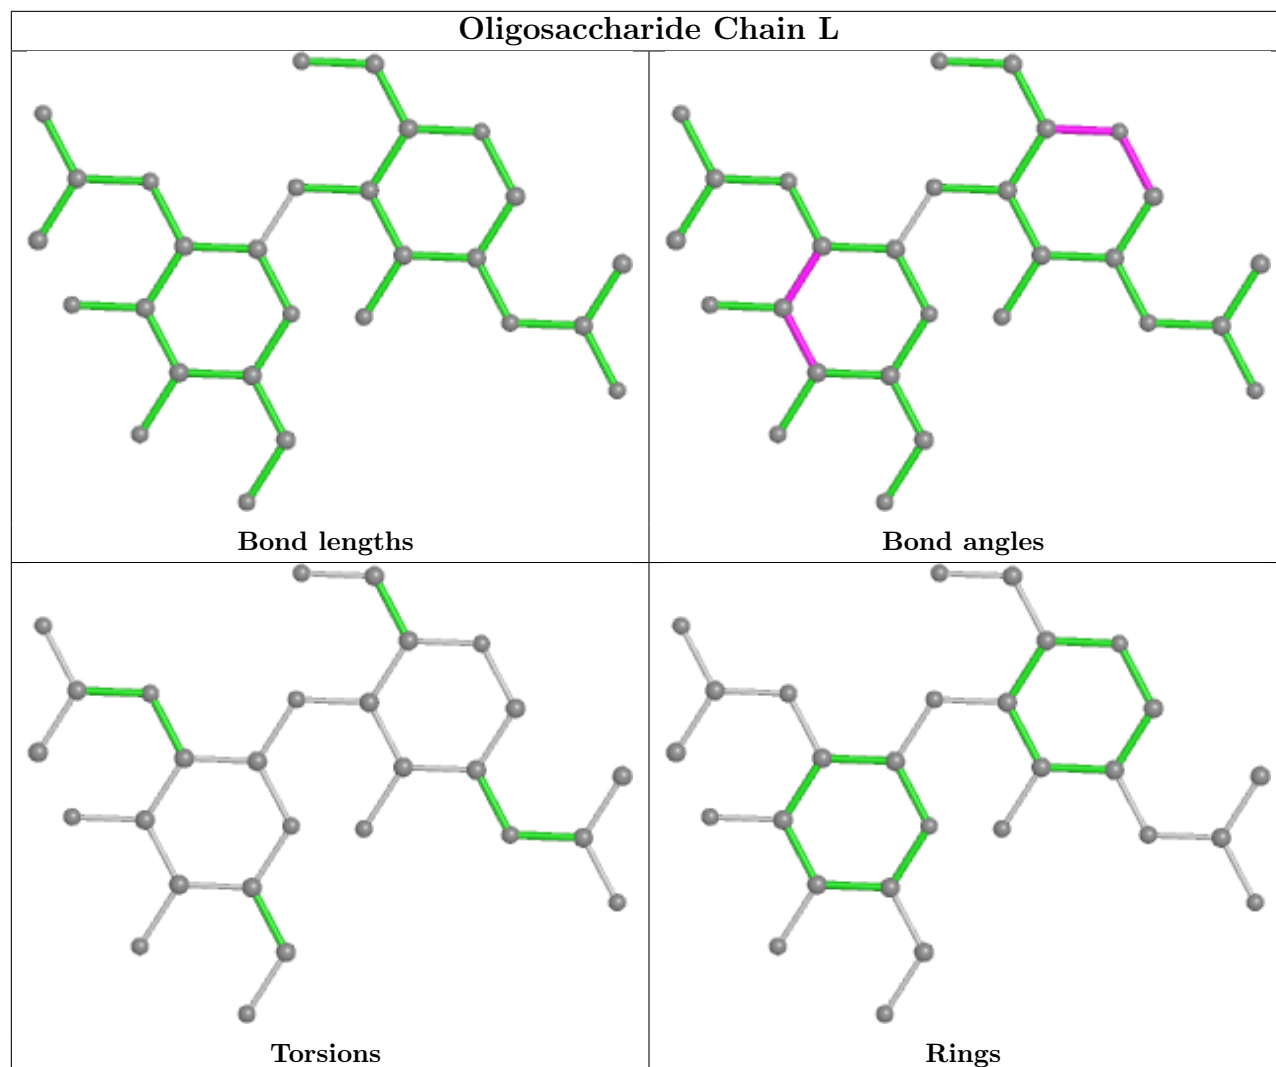 Oligosaccharide Chain L
Bond lengths
Bond angles
Torsions
Rings